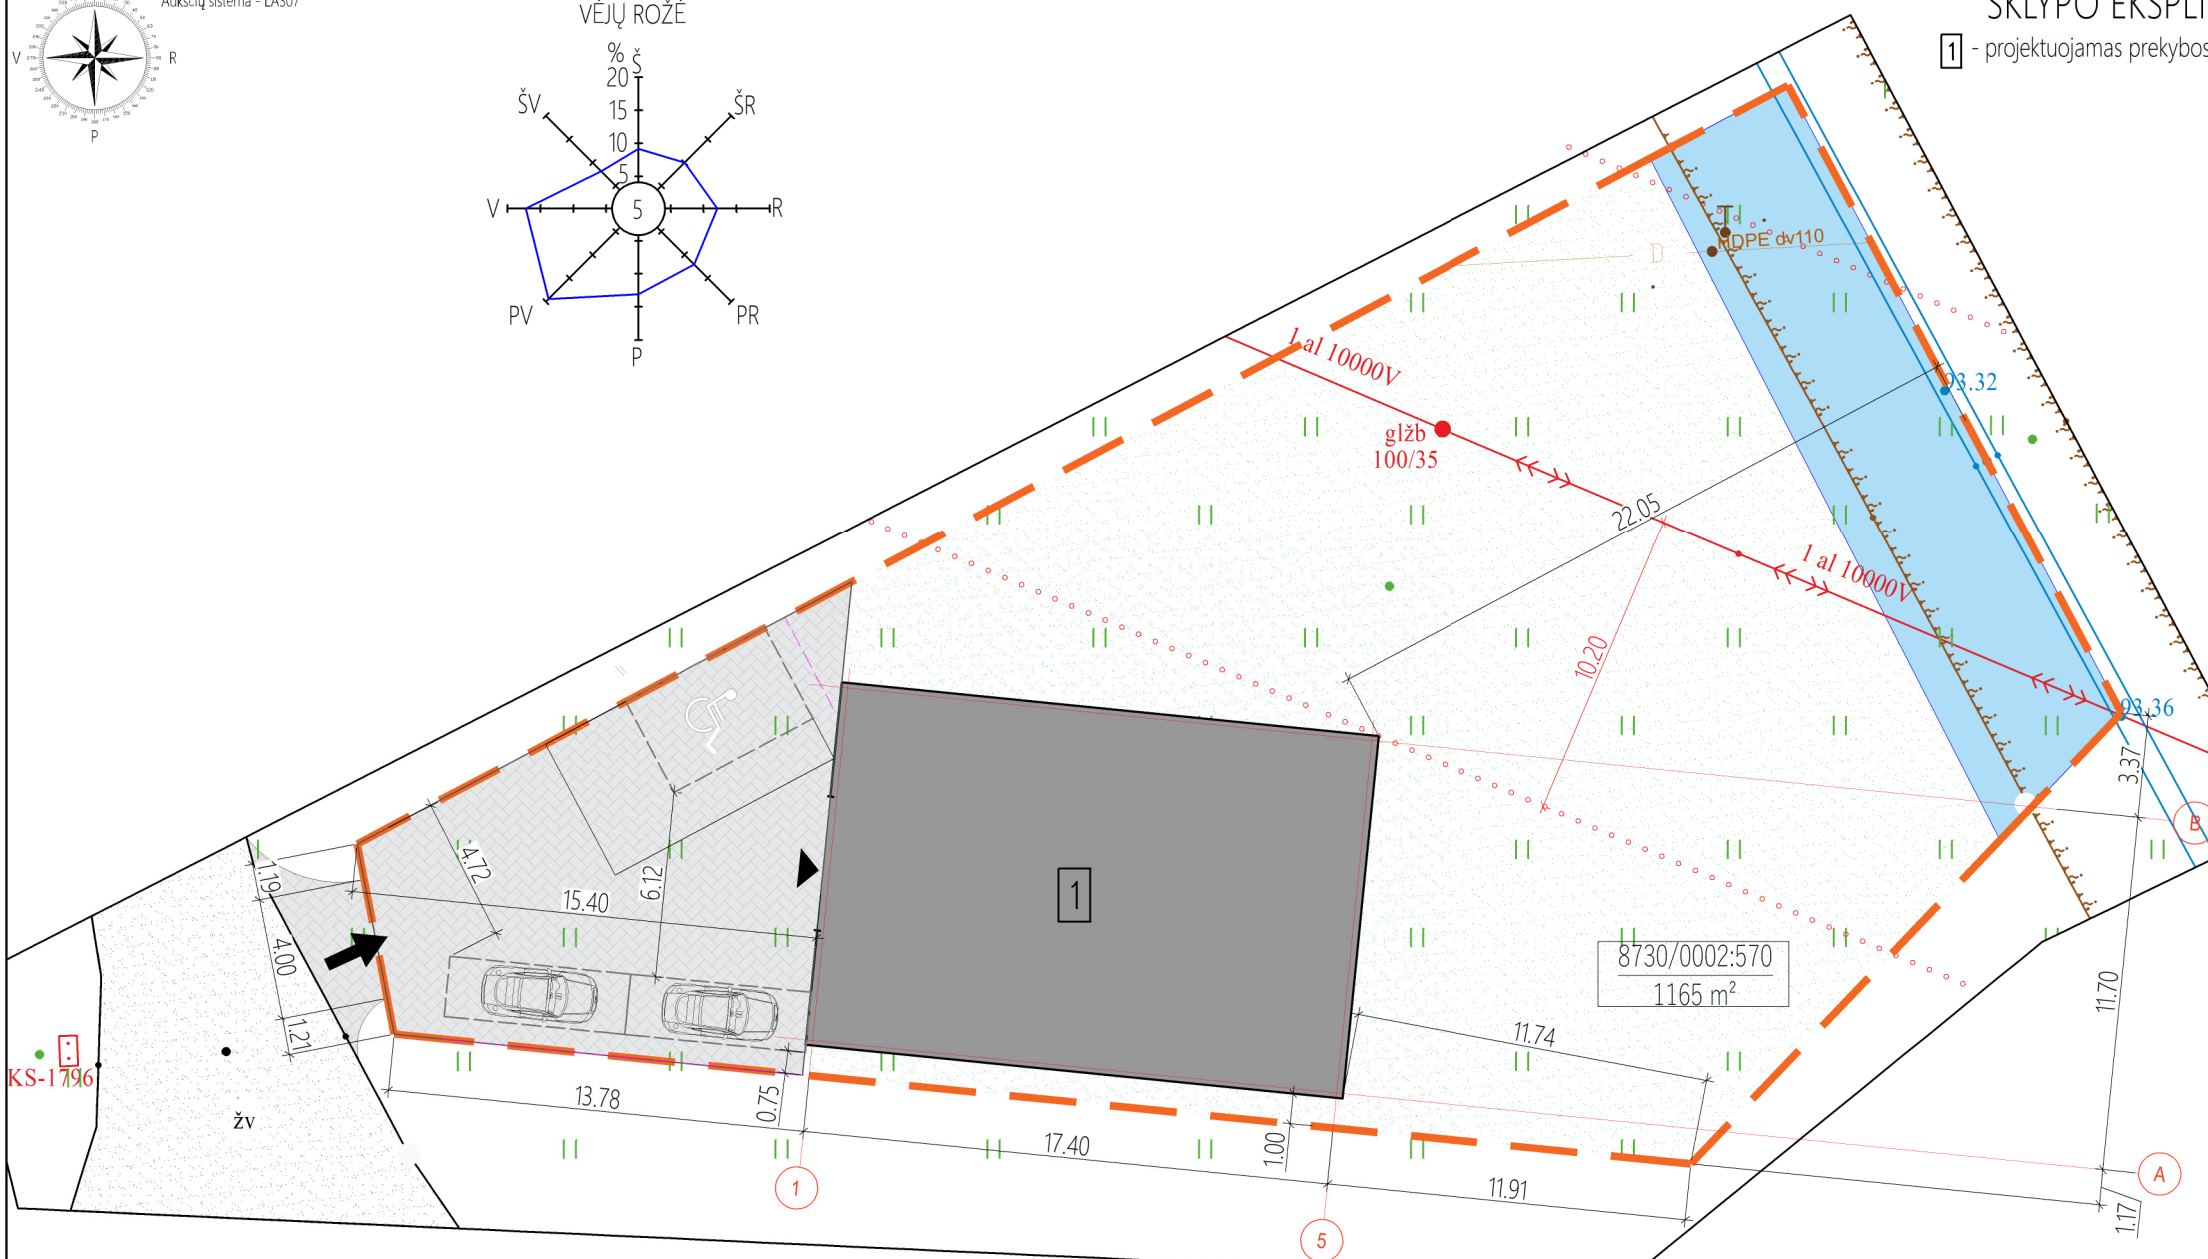 Aukščių sistema - LAS07
V
R
P
VĖJŲ ROŽĖ
%
Š
20
15
10
5
5
ŠV
ŠR
V
R
PV
PR
P
SKLYPO EKSPLI
1 - projektuojamas prekybos
HDPE dv110
D
1 al 10000V
glžb
100/35
93.32
22.05
1 al 10000V
10.20
93.36
3.37
B
4.72
1.19
15.40
6.12
4.00
1.21
1
8730/0002:570
1165 m²
11.70
11.74
KS-1796
žv
13.78
0.75
17.40
1.00
11.91
1
5
A
1.17